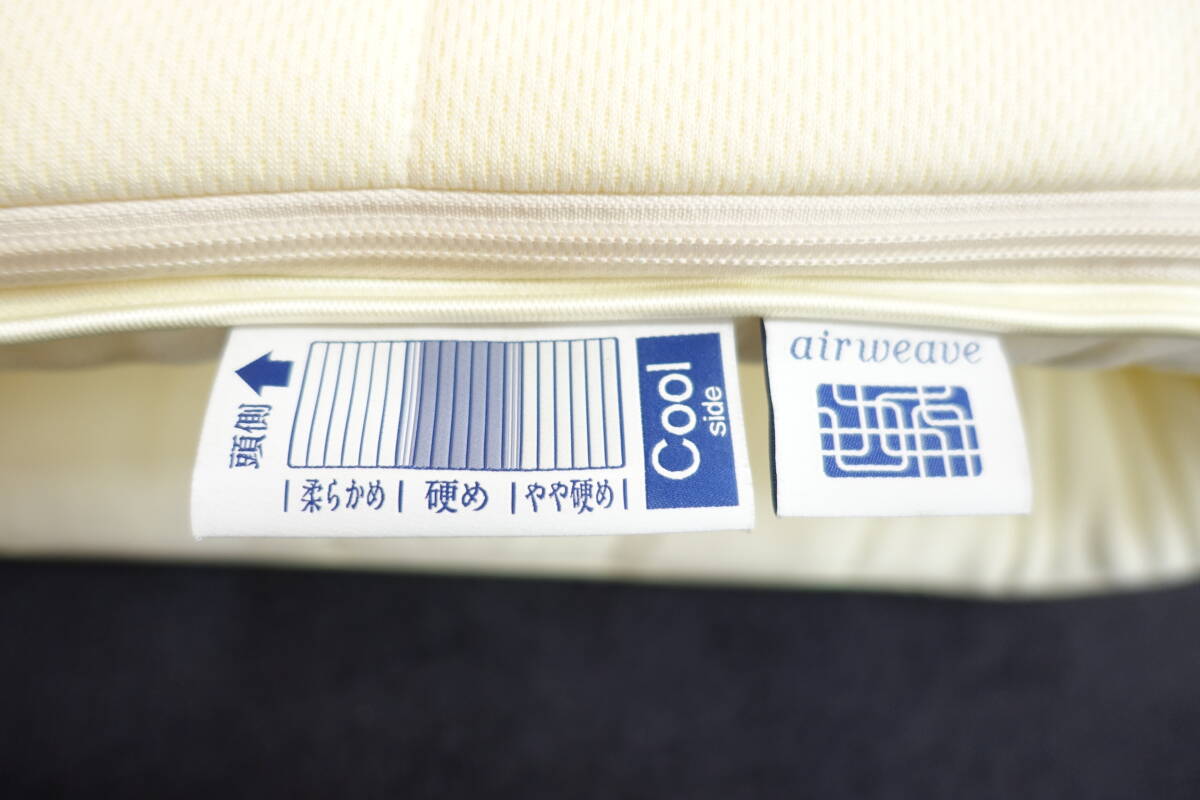 頭側
柔らかめ 硬め やや硬め
Cool
side
airweave